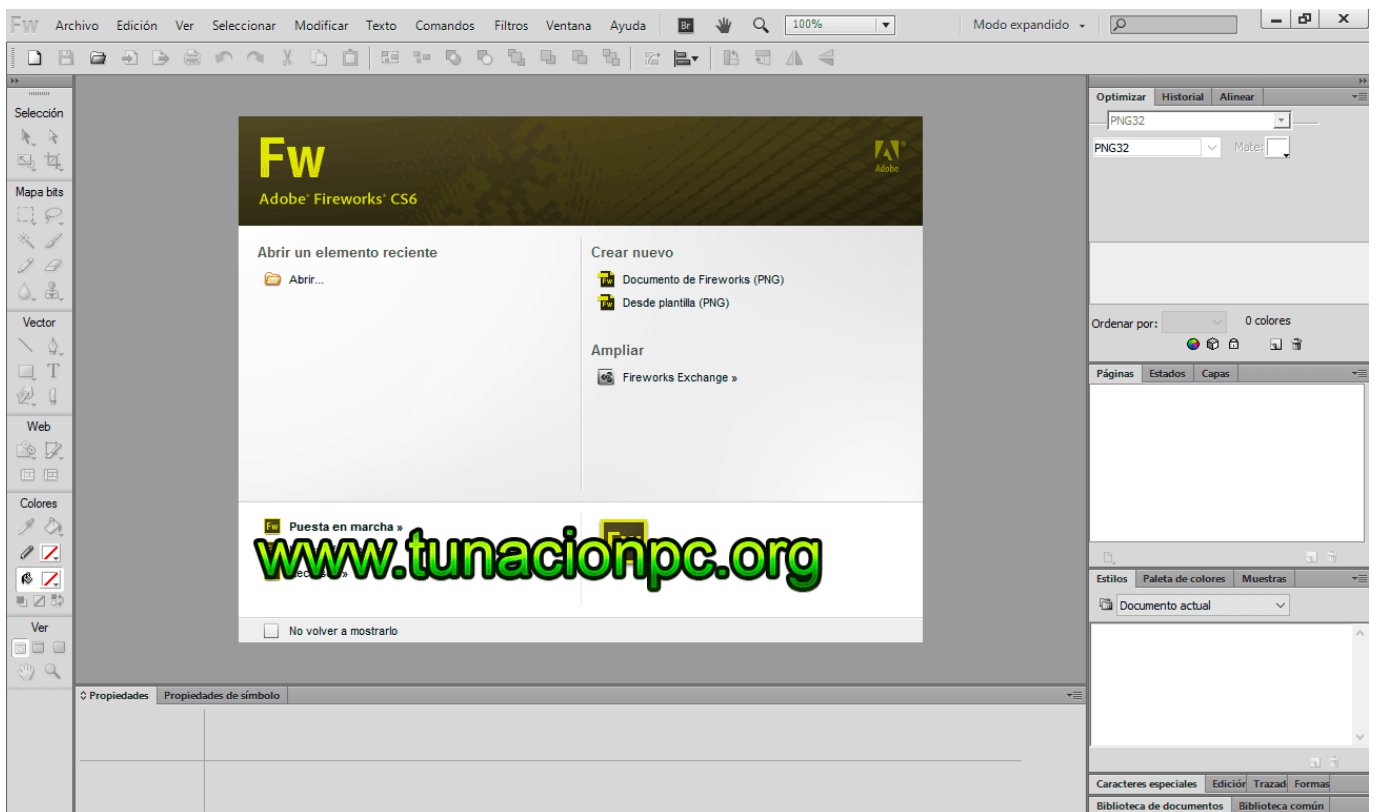 Fw Archivo Edición Ver Seleccionar Modificar Texto Comandos Filtros Ventana Ayuda Br 100% Modo expandido
Selección
Mapa bits
Vector
T
Web
Colores
Ver
Fw
Adobe® Fireworks® CS6
Adobe®
Abrir un elemento reciente
Abrir...
Crear nuevo
Documento de Fireworks (PNG)
Desde plantilla (PNG)
Ampliar
Fireworks Exchange »
Puesta en marcha »
www.tunacionpc.org
No volver a mostrarlo
Propiedades Propiedades de símbolo
Optimizar Historial Alinear
PNG32
PNG32 Mate:
Ordenar por: 0 colores
Páginas Estados Capas
Estilos Paleta de colores Muestras
Documento actual
Caracteres especiales Edición Trazad Formas
Biblioteca de documentos Biblioteca común